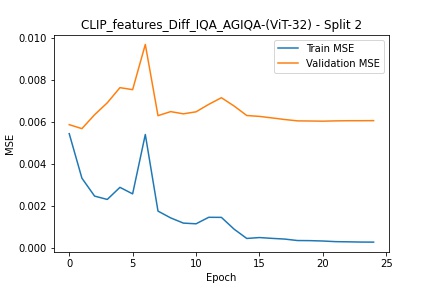 CLIP_features_Diff_IQA_AGIQA-(ViT-32) - Split 2
Train MSE
Validation MSE
0.010
0.008
0.006
0.004
0.002
0.000
MSE
0 5 10 15 20 25
Epoch